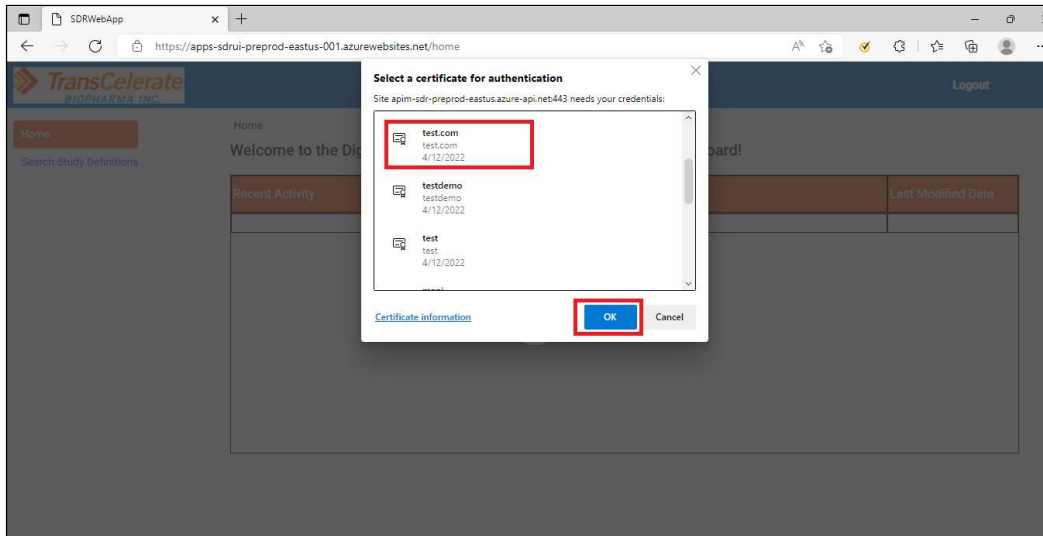 SDRWebApp
https://apps-sdrui-preprod-eastus-001.azurewebsites.net/home
TransCelerate
BIOPHARMA INC.
Logout
Home
Search Study Definitions
Home
Welcome to the Dig
oard!
Recent Activity
Last Modified Date
Select a certificate for authentication
Site apim-sdr-preprod-eastus.azure-api.net:443 needs your credentials:
test.com
test.com
4/12/2022
testdemo
testdemo
4/12/2022
test
test
4/12/2022
Certificate information
OK
Cancel